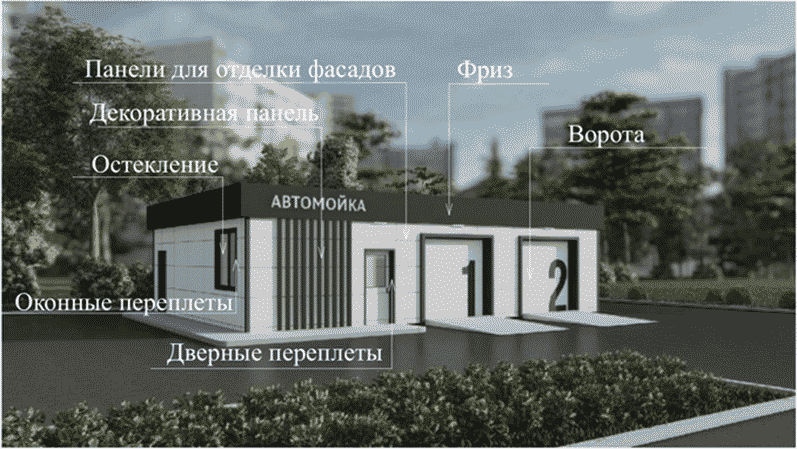 Панели для отделки фасадов
Фриз
Декоративная панель
Ворота
Остекление
АВТОМОЙКА
1
2
Оконные переплеты
Дверные переплеты